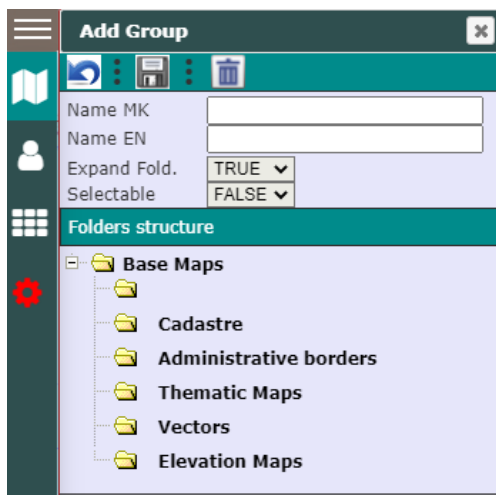 Add Group
Name MK
Name EN
Expand Fold. TRUE
Selectable FALSE
Folders structure
Base Maps
Cadastre
Administrative borders
Thematic Maps
Vectors
Elevation Maps